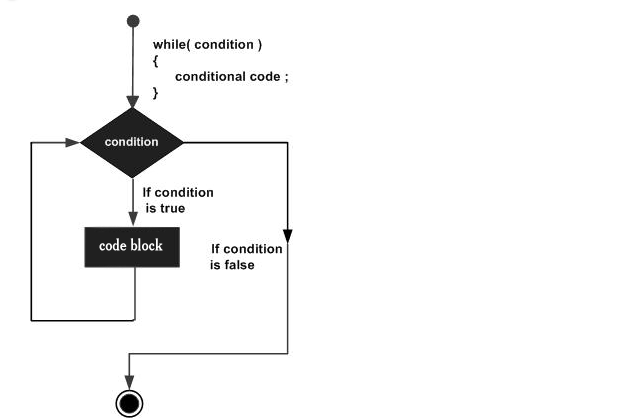 while( condition )
{
conditional code ;
}
condition
If condition
is true
code block
If condition
is false